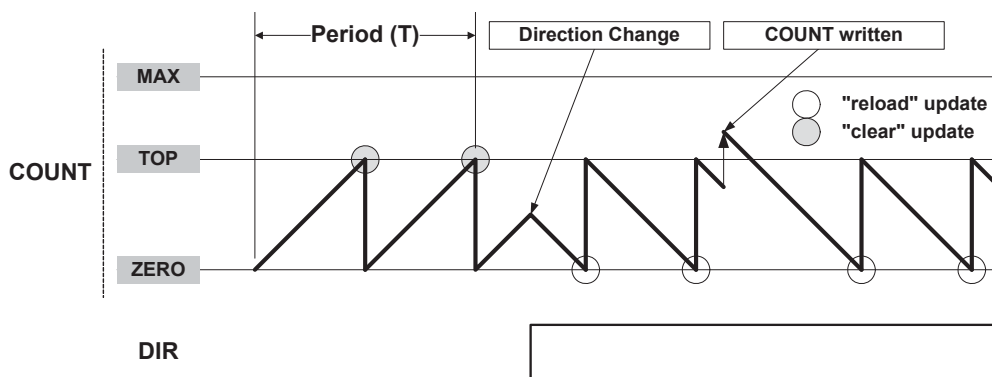 Period (T)
Direction Change
COUNT written
MAX
"reload" update
"clear" update
TOP
COUNT
ZERO
DIR